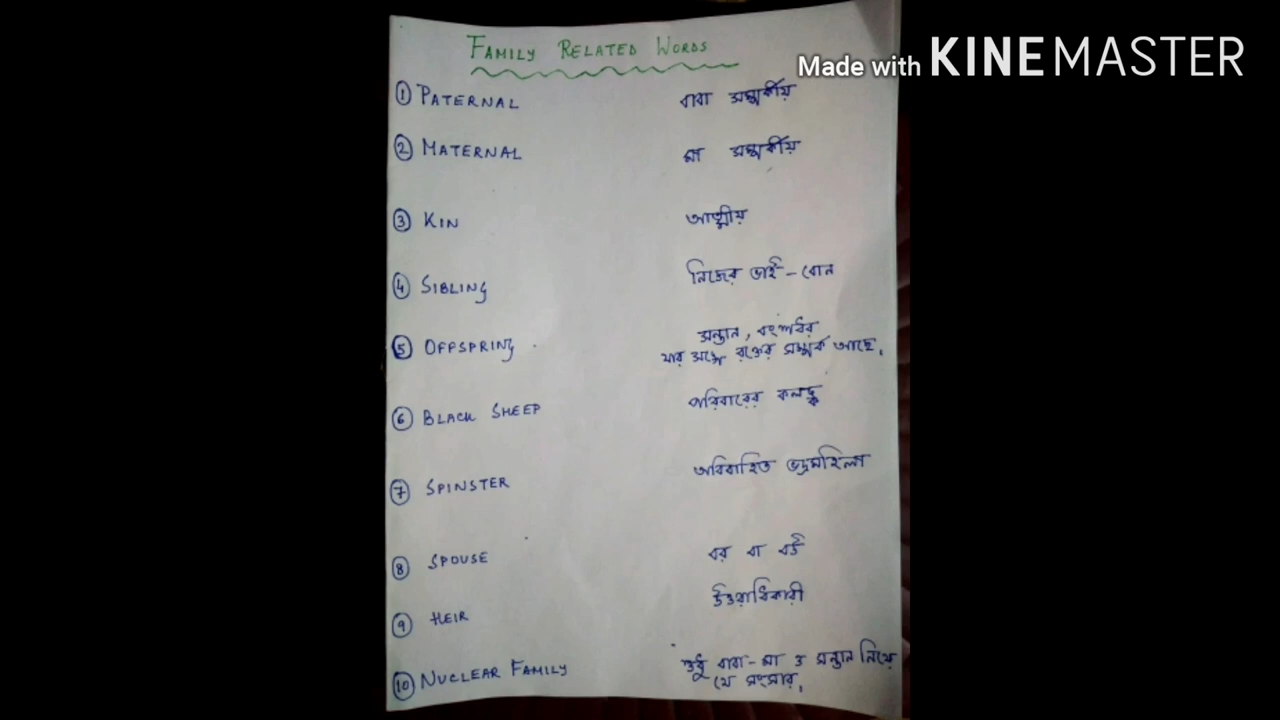 FAMILY RELATED WORDS
Made with KINEMASTER
① PATERNAL বাবা সম্পর্কীয়
② MATERNAL মা সম্পর্কীয়
③ KIN আত্মীয়
④ SIBLING নিজের ভাই - বোন
⑤ OFFSPRING সন্তান, বংশধর
যার সঙ্গে রক্তের সম্পর্ক আছে.
⑥ BLACK SHEEP পরিবারের কলঙ্ক
⑦ SPINSTER অবিবাহিত ভদ্রমহিলা
⑧ SPOUSE বর বা বউ
⑨ HEIR উত্তরাধিকারী
⑩ NUCLEAR FAMILY শুধু বাবা - মা ও সন্তান নিয়ে
যে সংসার.